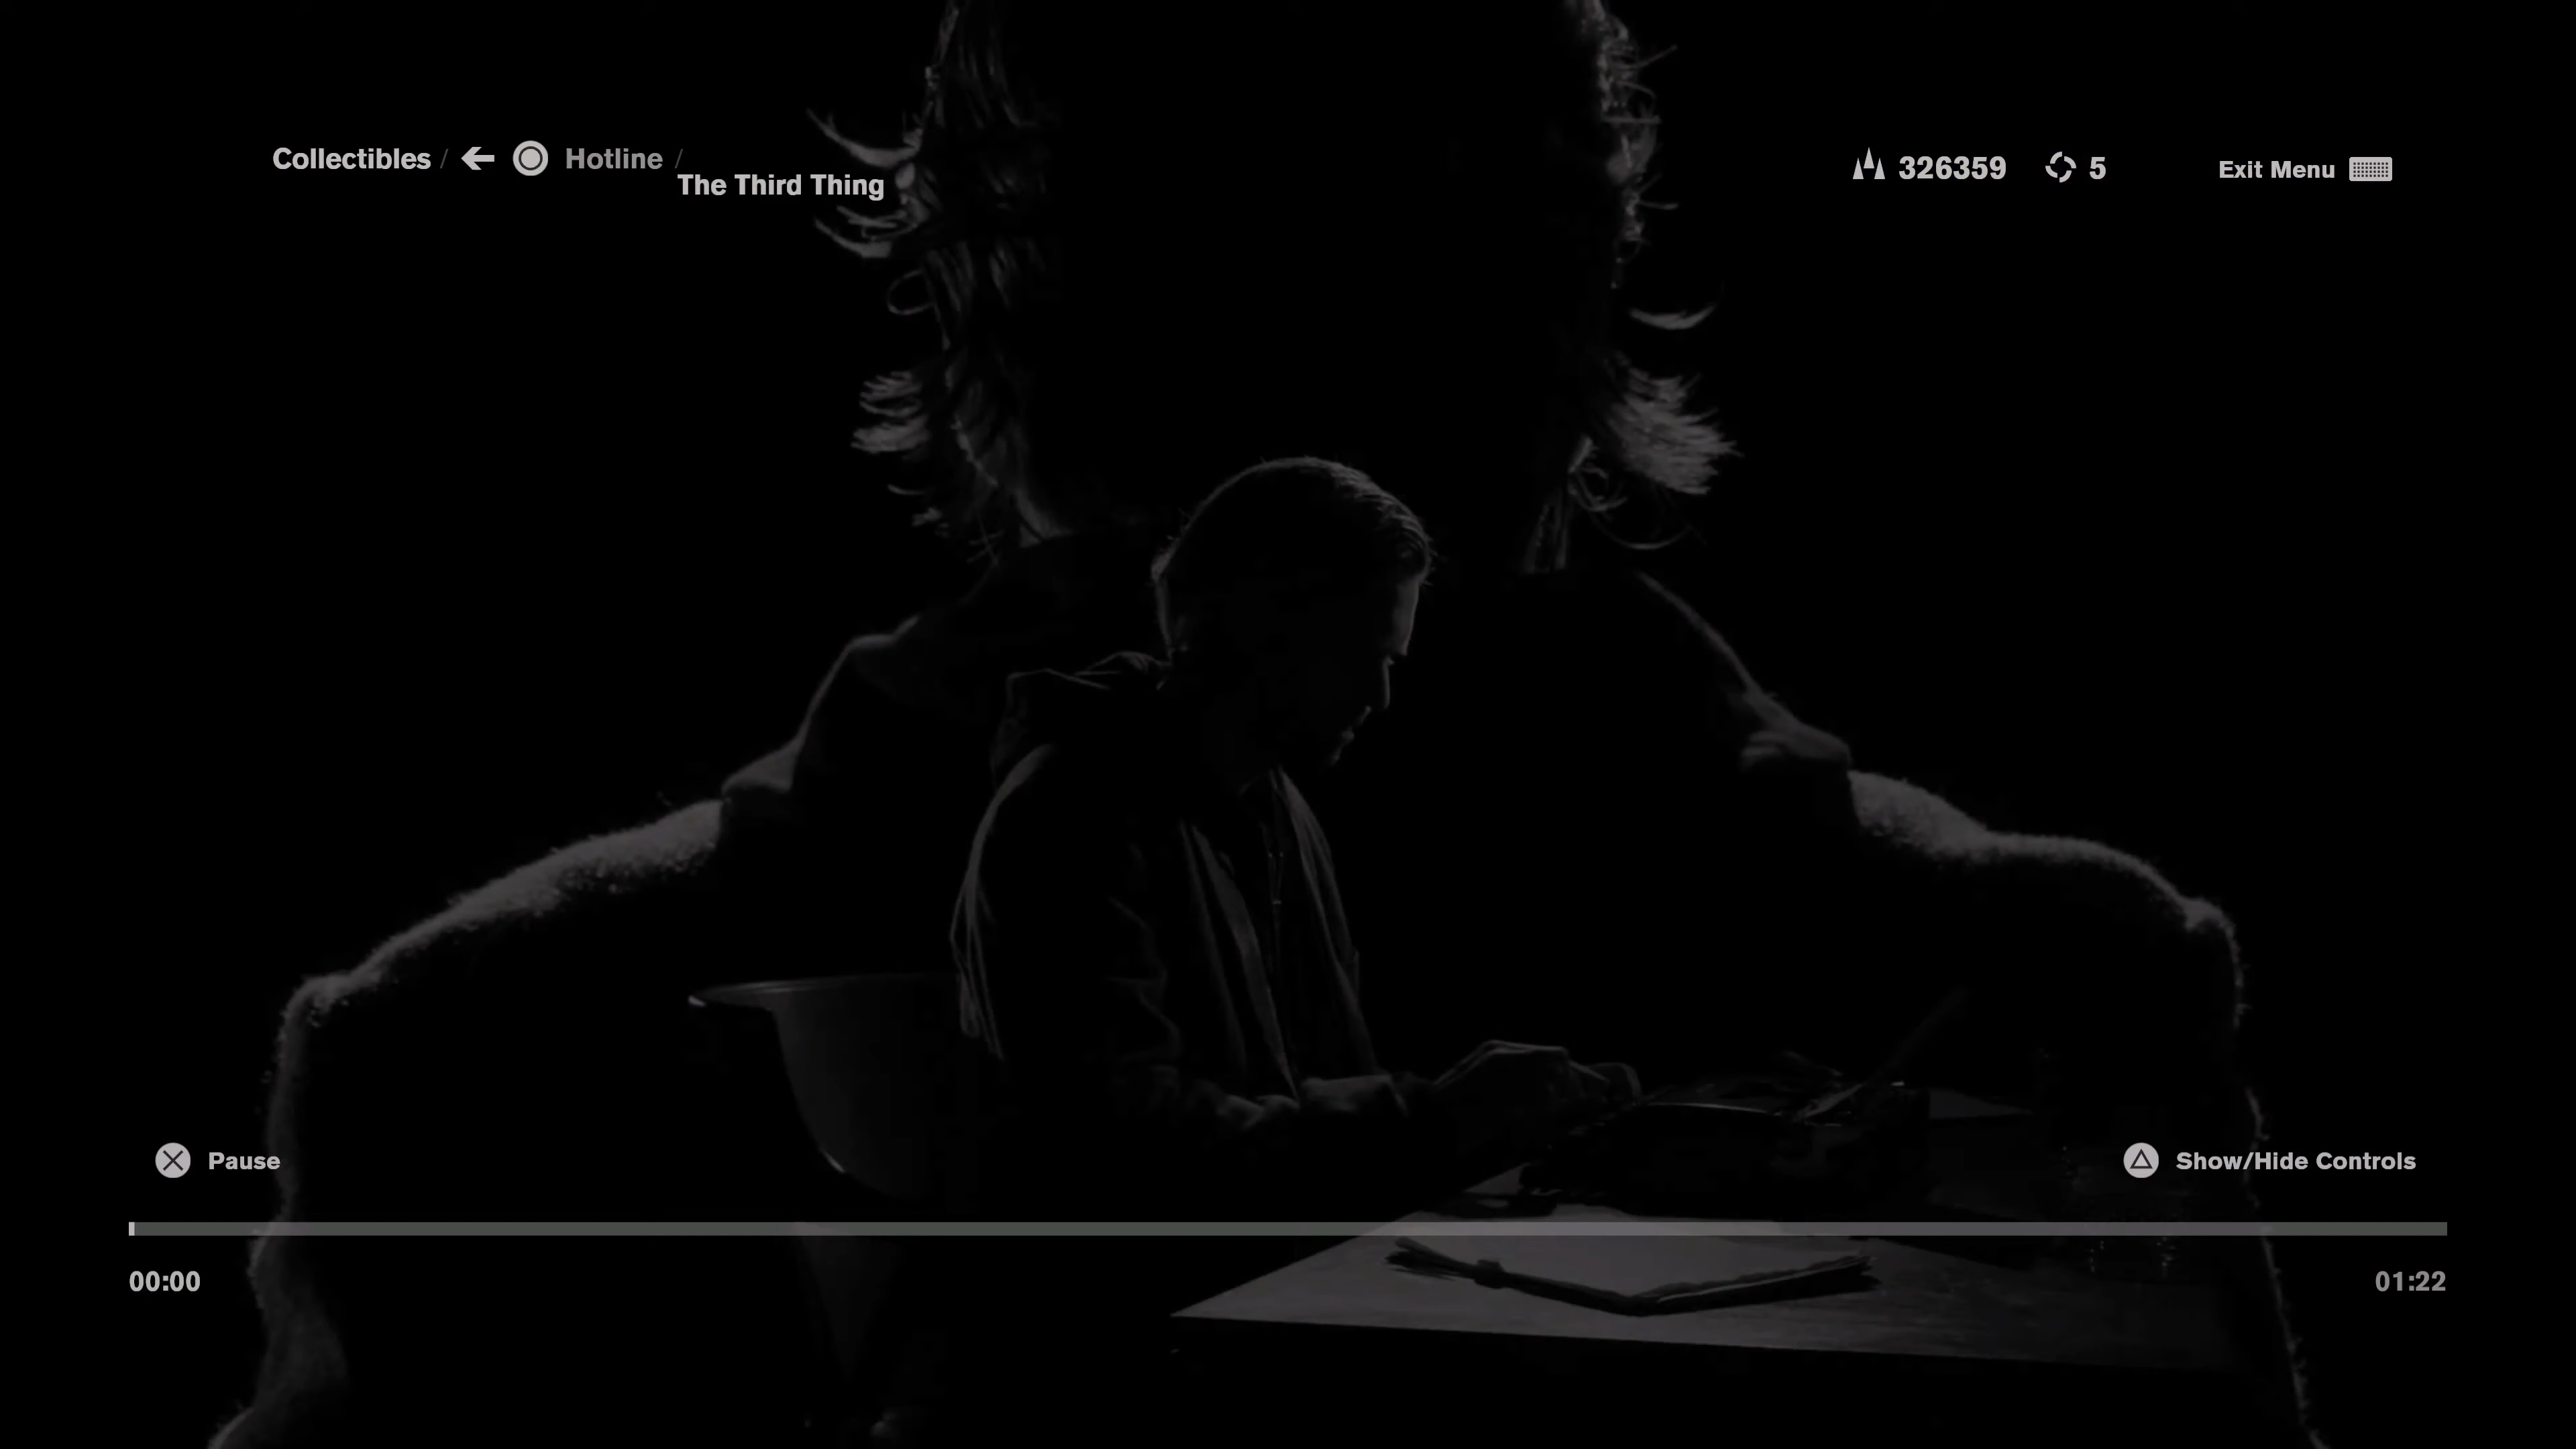 Collectibles / Hotline /
The Third Thing
326359 5 Exit Menu
Pause
Show/Hide Controls
00:00
01:22